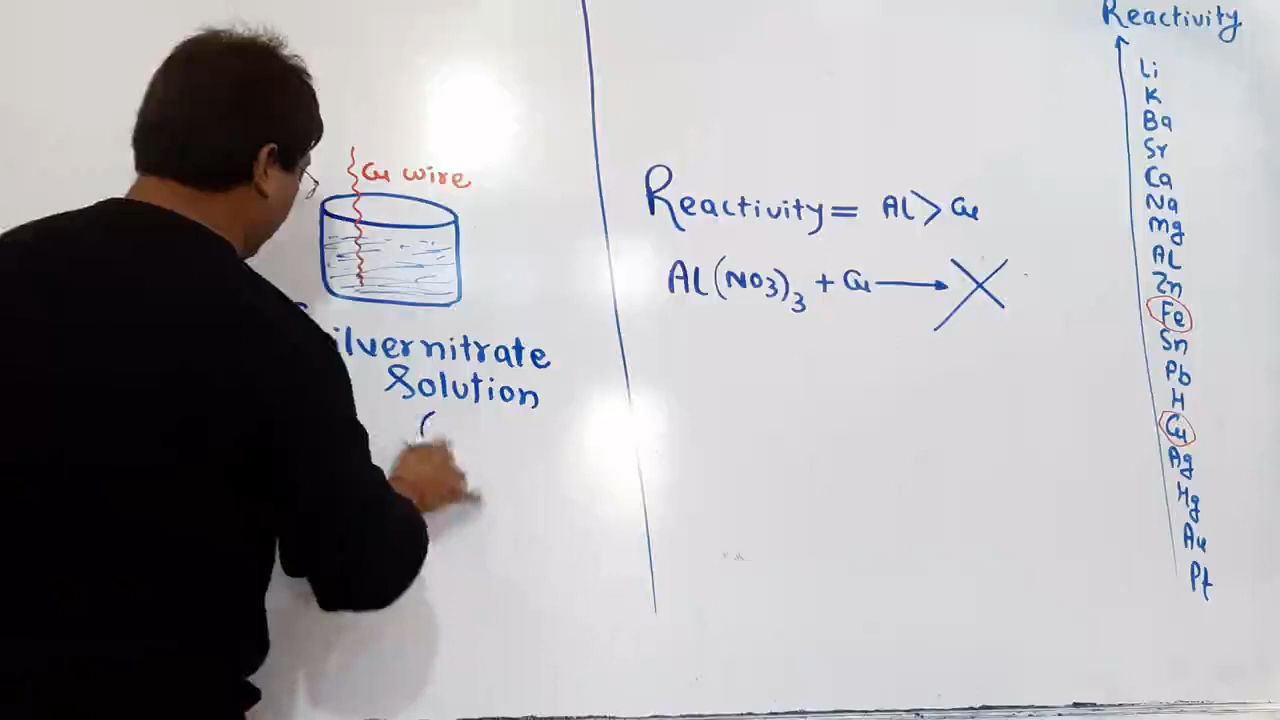 Cu wire
ilvernitrate
Solution
(
Reactivity = Al > Cu
Al(NO3)3 + Cu ⟶ X
Reactivity
Li
K
Ba
Sr
Ca
Na
Mg
Al
Zn
Fe
Sn
Pb
H
Cu
Ag
Hg
Au
Pt